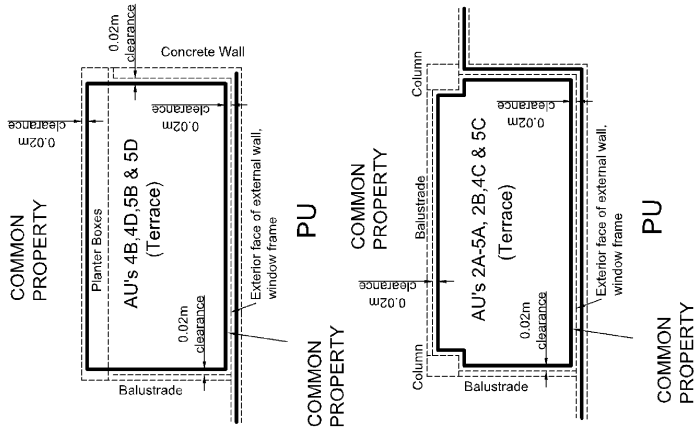 0.02m
clearance
Concrete Wall
0.02m
clearance
0.02m
clearance
COMMON
PROPERTY
Planter Boxes
AU's 4B,4D,5B & 5D
(Terrace)
0.02m
clearance
Exterior face of external wall,
window frame
PU
COMMON
PROPERTY
Balustrade
Column
0.02m
clearance
COMMON
PROPERTY
Balustrade
0.02m
clearance
AU's 2A-5A, 2B,4C & 5C
(Terrace)
0.02m
clearance
Exterior face of external wall,
window frame
PU
COMMON
PROPERTY
Column
Balustrade